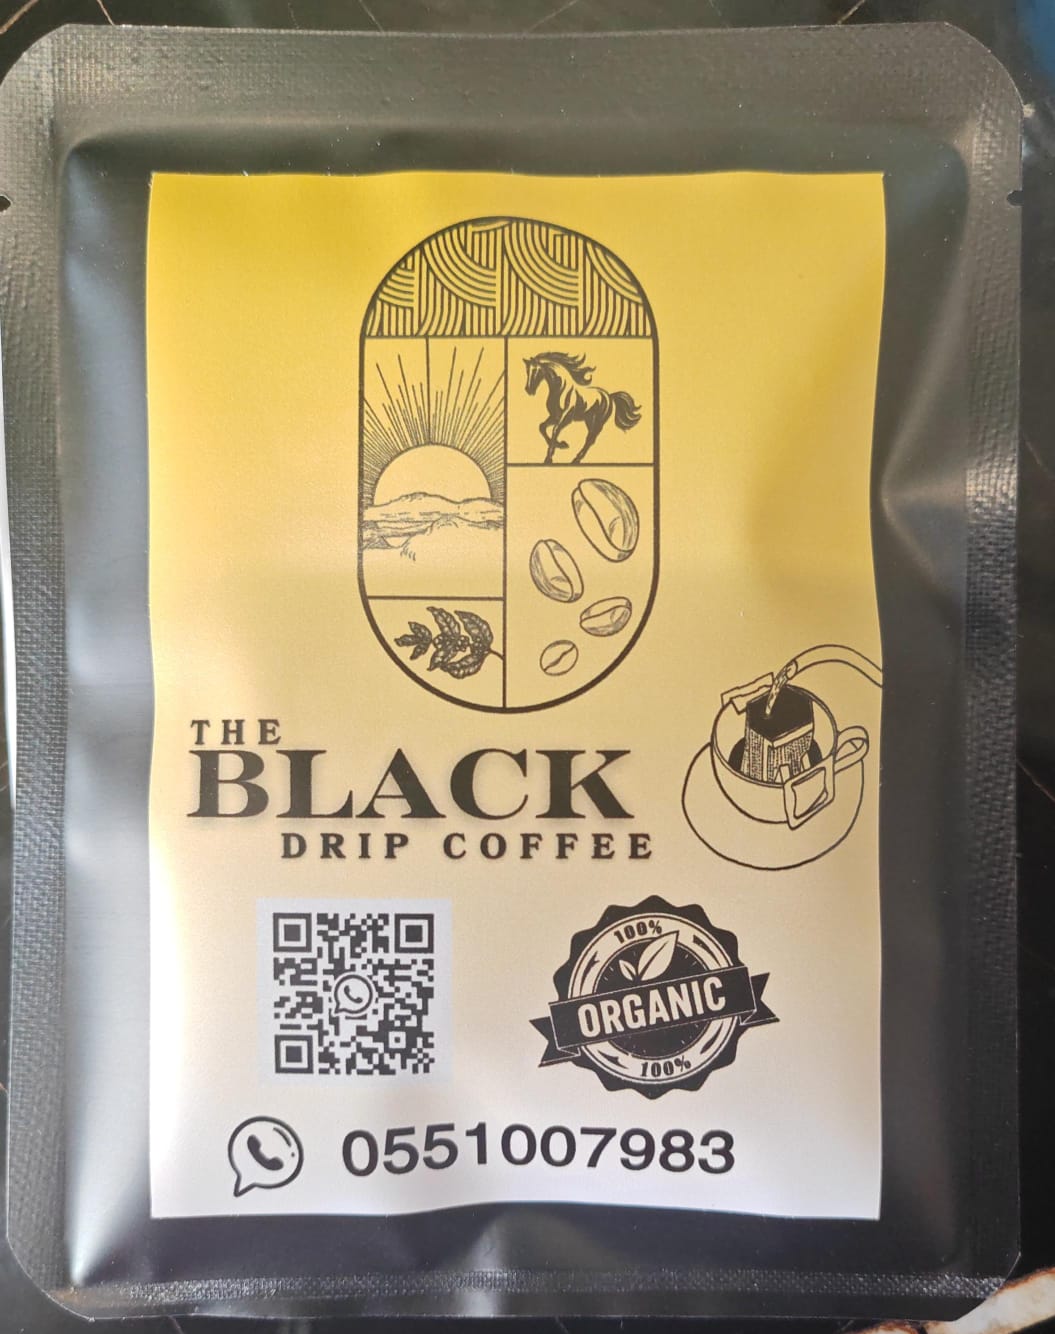 THE
BLACK
DRIP COFFEE
100%
ORGANIC
100%
0551007983